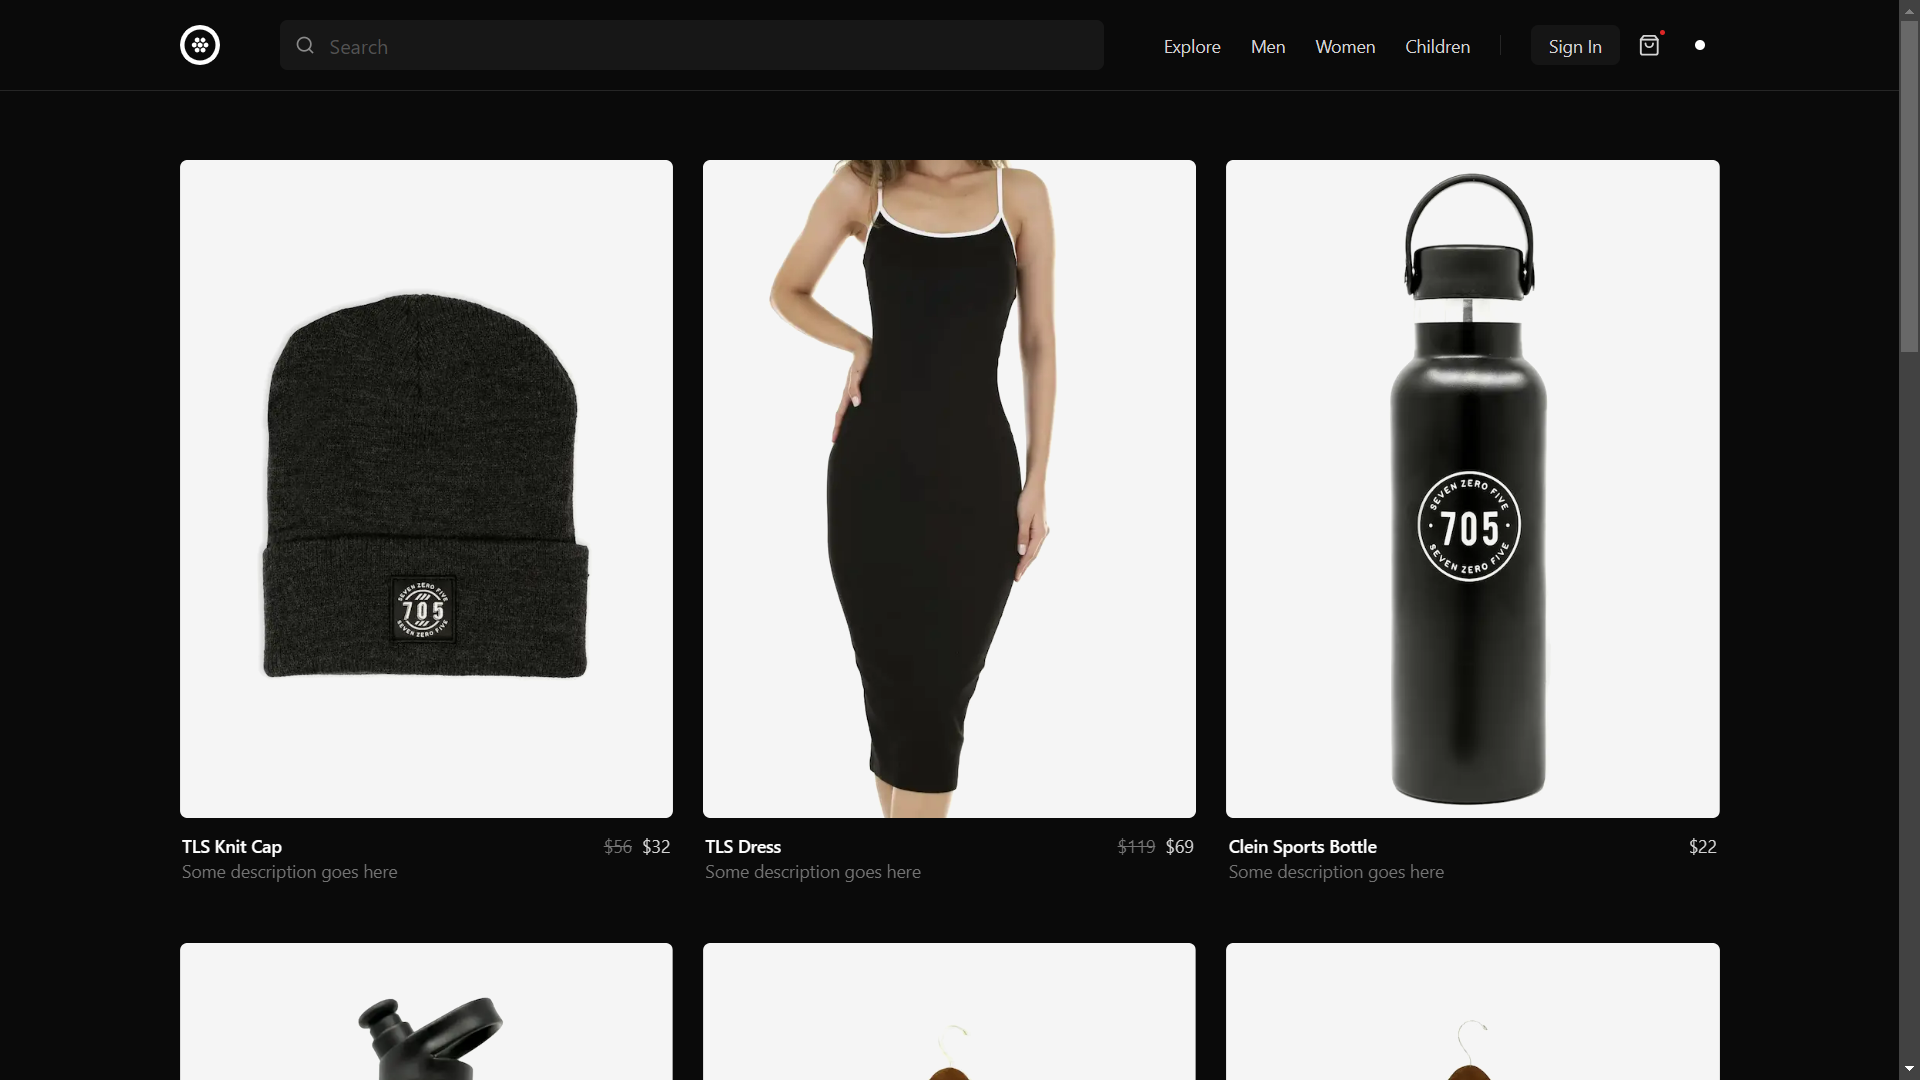 Search
Explore
Men
Women
Children
Sign In
SEVEN ZERO FIVE
705
SEVEN ZERO FIVE
SEVEN ZERO FIVE
705
SEVEN ZERO FIVE
TLS Knit Cap
$56 $32
Some description goes here
TLS Dress
$119 $69
Some description goes here
Clein Sports Bottle
$22
Some description goes here